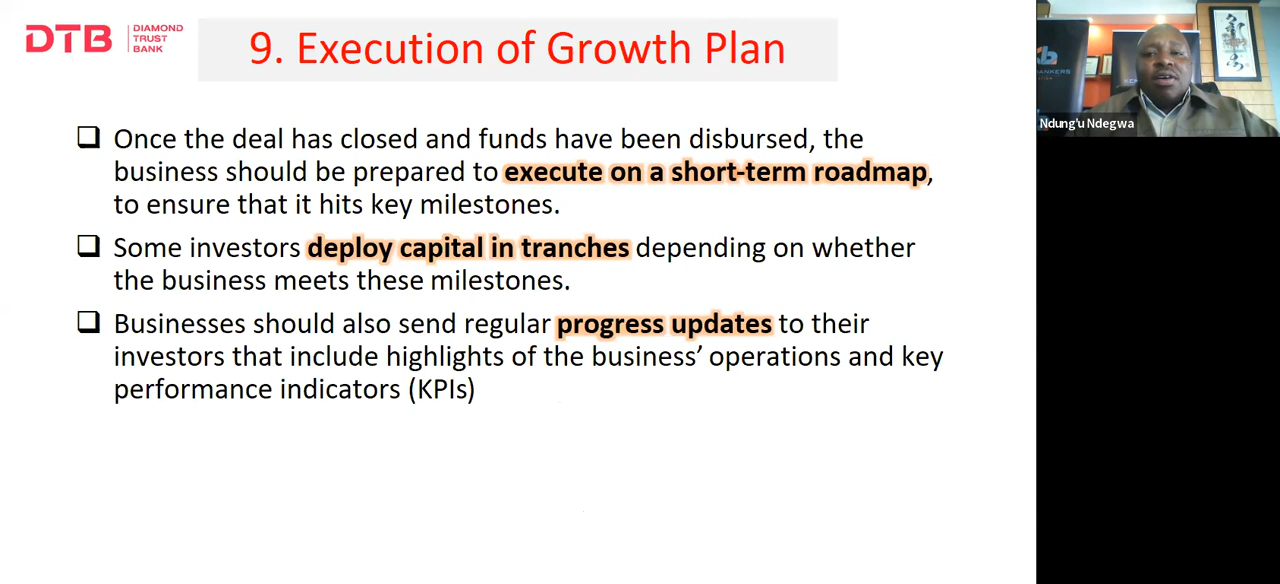 DTB
DIAMOND
TRUST
BANK
9. Execution of Growth Plan
Once the deal has closed and funds have been disbursed, the
business should be prepared to execute on a short-term roadmap,
to ensure that it hits key milestones.
Some investors deploy capital in tranches depending on whether
the business meets these milestones.
Businesses should also send regular progress updates to their
investors that include highlights of the business’ operations and key
performance indicators (KPIs)
Ndung'u Ndegwa